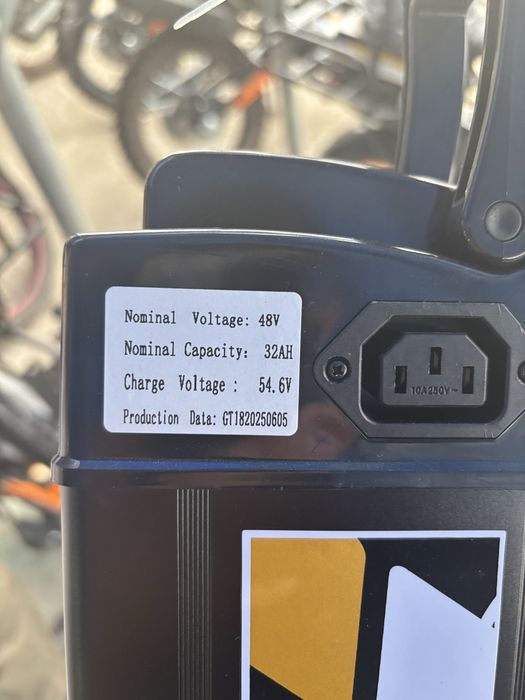 Nominal Voltage: 48V
Nominal Capacity: 32AH
Charge Voltage: 54.6V
Production Data: GT1820250605
10A250V~